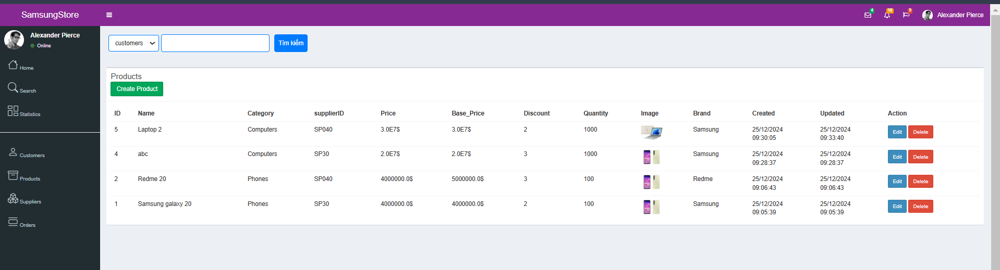 SamsungStore
4
10
9
Alexander Pierce
Alexander Pierce
Online
customers
Tìm kiếm
Home
Search
Statistics
Customers
Products
Suppliers
Orders
Products
Create Product
ID Name Category supplierID Price Base_Price Discount Quantity Image Brand Created Updated Action
5 Laptop 2 Computers SP040 3.0E7$ 3.0E7$ 2 1000 Samsung 25/12/2024 25/12/2024 Edit Delete
09:30:05 09:33:40
4 abc Computers SP30 2.0E7$ 2.0E7$ 3 1000 Samsung 25/12/2024 25/12/2024 Edit Delete
09:28:37 09:28:37
2 Redme 20 Phones SP040 4000000.0$ 5000000.0$ 3 100 Redme 25/12/2024 25/12/2024 Edit Delete
09:06:43 09:06:43
1 Samsung galaxy 20 Phones SP30 4000000.0$ 4000000.0$ 2 100 Samsung 25/12/2024 25/12/2024 Edit Delete
09:05:39 09:05:39